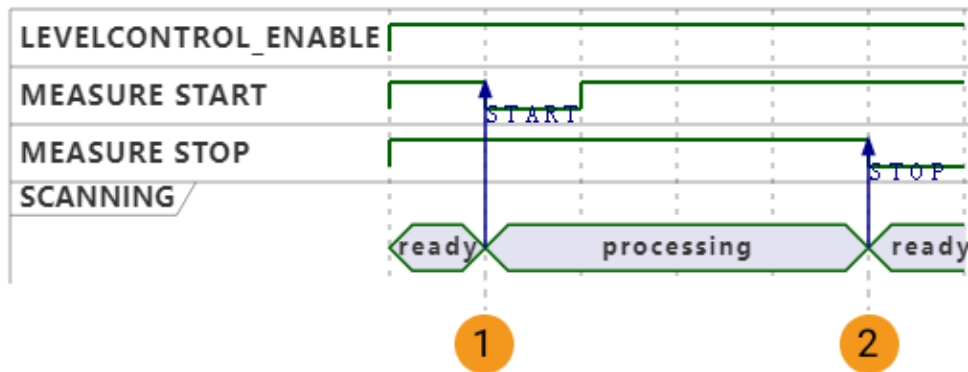 LEVELCONTROL_ENABLE
MEASURE START
START
MEASURE STOP
STOP
SCANNING
ready processing ready
1 2